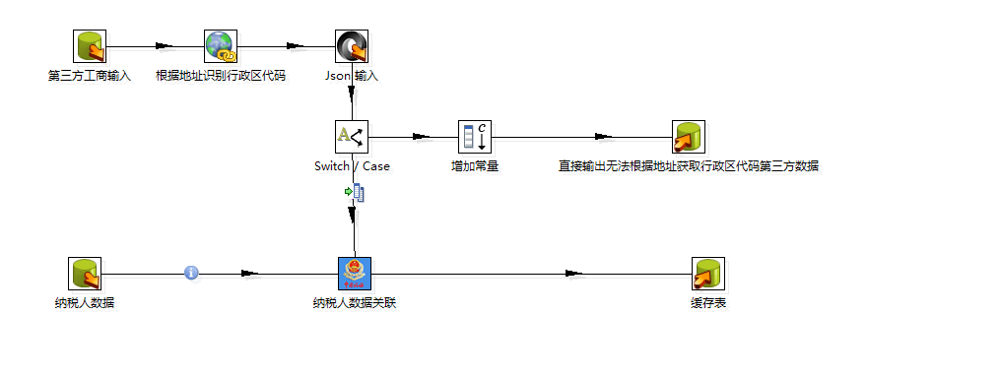 第三方工商输入
根据地址识别行政区代码
Json 输入
Switch / Case
增加常量
直接输出无法根据地址获取行政区代码第三方数据
纳税人数据
纳税人数据关联
缓存表